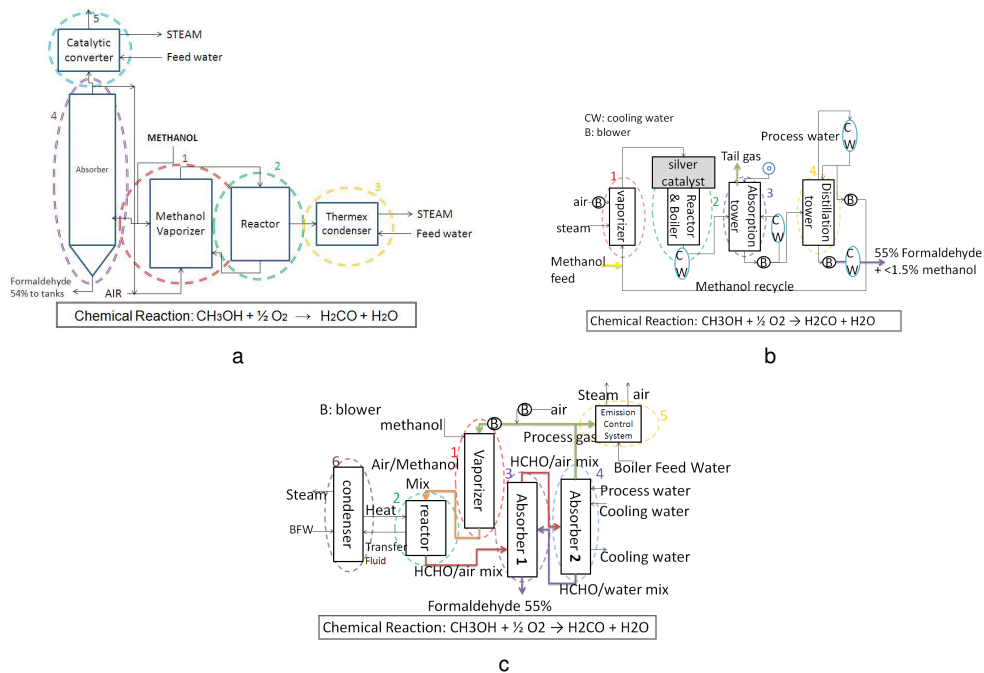 5
Catalytic
converter
STEAM
Feed water
4
Absorber
METHANOL
1
Methanol
Vaporizer
2
Reactor
3
Thermex
condenser
STEAM
Feed water
Formaldehyde
54% to tanks
AIR
Chemical Reaction: CH3OH + ½ O2 → H2CO + H2O
a
CW: cooling water
B: blower
1
air
B
steam
vaporizer
Methanol
feed
silver
catalyst
Reactor
& Boiler
2
C
W
Tail gas
Absorption
tower
3
C
W
B
Process water
C
W
4
Distillation
tower
B
B
C
W
55% Formaldehyde
+ <1.5% methanol
Methanol recycle
Chemical Reaction: CH3OH + ½ O2 → H2CO + H2O
b
B: blower
methanol
B
B
air
Steam
air
Emission
Control
System
5
Process gas
Boiler Feed Water
1
Vaporizer
Air/Methanol
Mix
HCHO/air mix
6
condenser
Steam
BFW
Heat
Transfer
Fluid
2
reactor
3
Absorber 1
4
Absorber 2
Process water
Cooling water
Cooling water
HCHO/air mix
HCHO/water mix
Formaldehyde 55%
Chemical Reaction: CH3OH + ½ O2 → H2CO + H2O
c